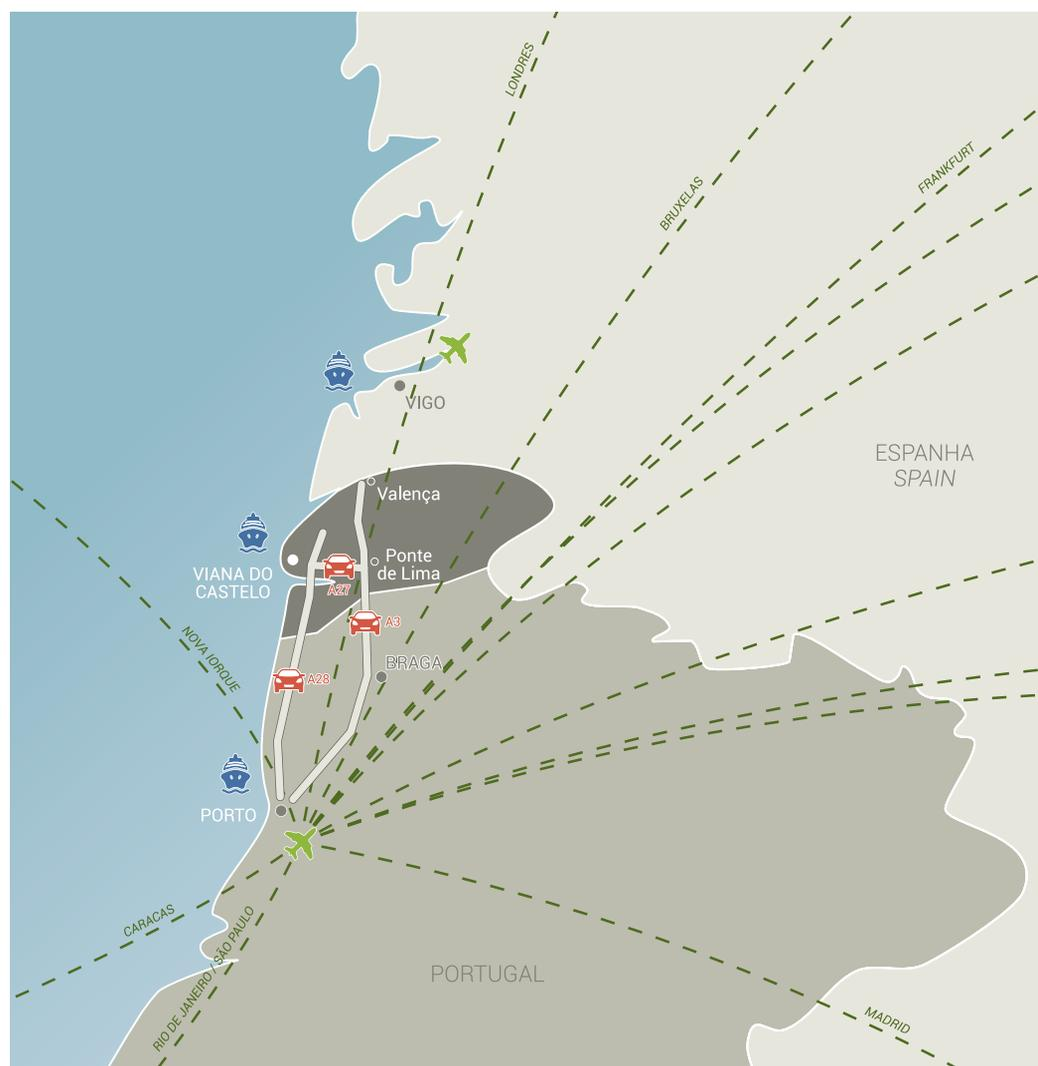 LONDRES
BRUXELAS
FRANKFURT
VIGO
ESPANHA
SPAIN
Valença
Ponte
de Lima
VIANA DO
CASTELO
A27
A3
NOVA IORQUE
BRAGA
A28
PORTO
CARACAS
RIO DE JANEIRO / SÃO PAULO
PORTUGAL
MADRID